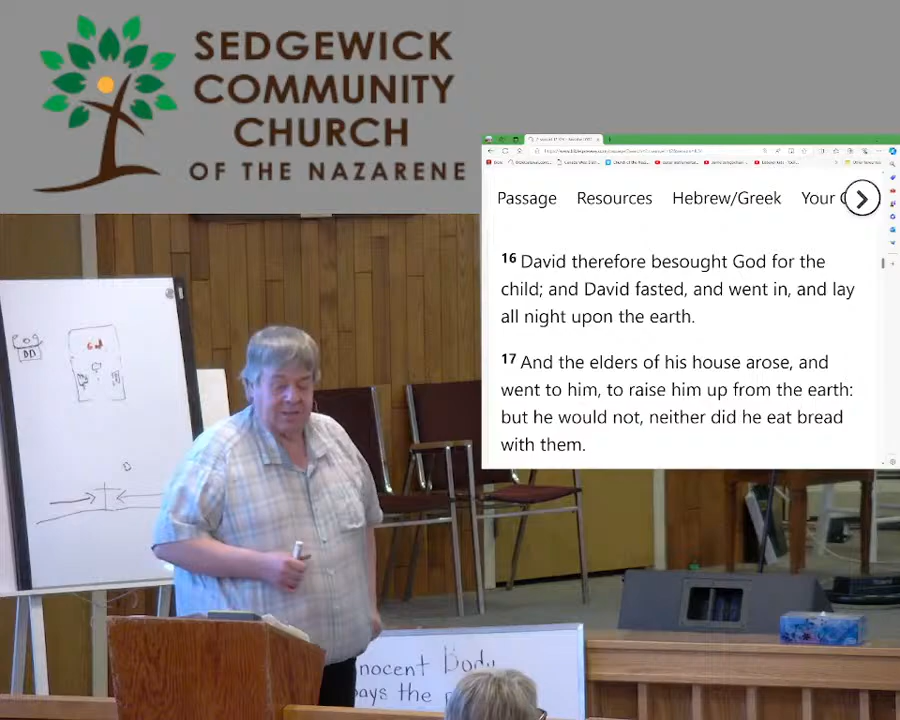 SEDGEWICK
COMMUNITY
CHURCH
OF THE NAZARENE
Passage Resources Hebrew/Greek Your
16 David therefore besought God for the
child; and David fasted, and went in, and lay
all night upon the earth.
17 And the elders of his house arose, and
went to him, to raise him up from the earth:
but he would not, neither did he eat bread
with them.
God
B
nocent Body
pays the